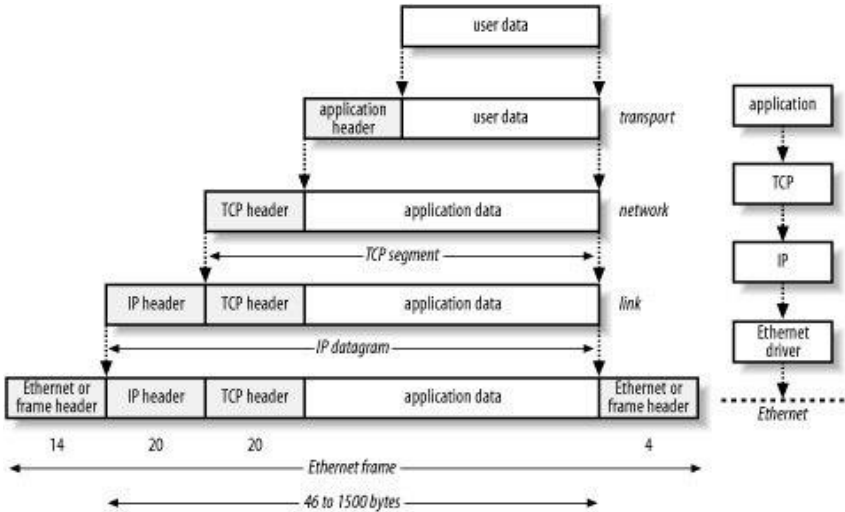 user data
application header
user data
transport
TCP header
application data
network
TCP segment
IP header
TCP header
application data
link
IP datagram
Ethernet or frame header
IP header
TCP header
application data
Ethernet or frame header
14
20
20
4
Ethernet frame
46 to 1500 bytes
application
TCP
IP
Ethernet driver
Ethernet